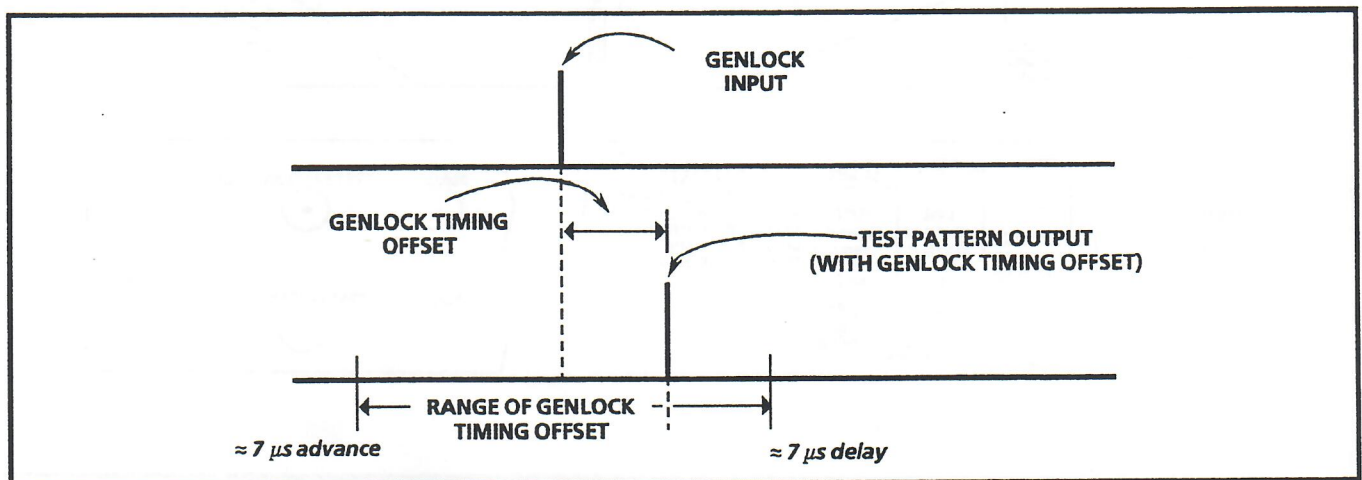 GENLOCK
INPUT
GENLOCK TIMING
OFFSET
TEST PATTERN OUTPUT
(WITH GENLOCK TIMING OFFSET)
RANGE OF GENLOCK
TIMING OFFSET
≈ 7 µs advance
≈ 7 µs delay